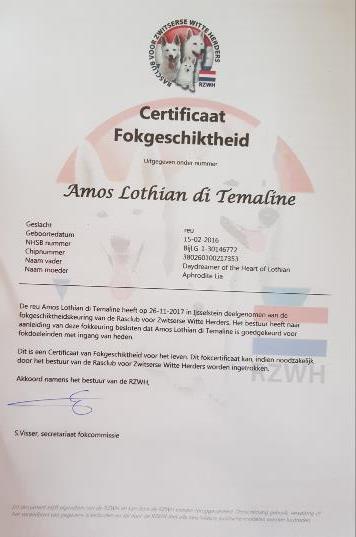 RASCLUB VOOR ZWITSERSE WITTE HERDERS
RZWH
Certificaat
Fokgeschiktheid
Uitgegeven onder nummer
Amos Lothian di Temaline
Geslacht reu
Geboortedatum 15-02-2016
NHSB nummer BijLG 1-30146772
Chipnummer 380260300217353
Naam vader Daydreamer of the Heart of Lothian
Naam moeder Aphrodite Lia
De reu Amos Lothian di Temaline heeft op 26-11-2017 in IJsselstein deelgenomen aan de
fokgeschiktheidskeuring van de Rasclub voor Zwitserse Witte Herders. Het bestuur heeft naar
aanleiding van deze fokkeuring besloten dat Amos Lothian di Temaline is goedgekeurd voor
fokdoeleinden met ingang van heden.
Dit is een Certificaat van Fokgeschiktheid voor het leven. Dit fokcertificaat kan, indien noodzakelijk
door het bestuur van de Rasclub voor Zwitserse Witte Herders worden ingetrokken.
RZWH
Akkoord namens het bestuur van de RZWH,
S.Visser, secretariaat fokcommissie